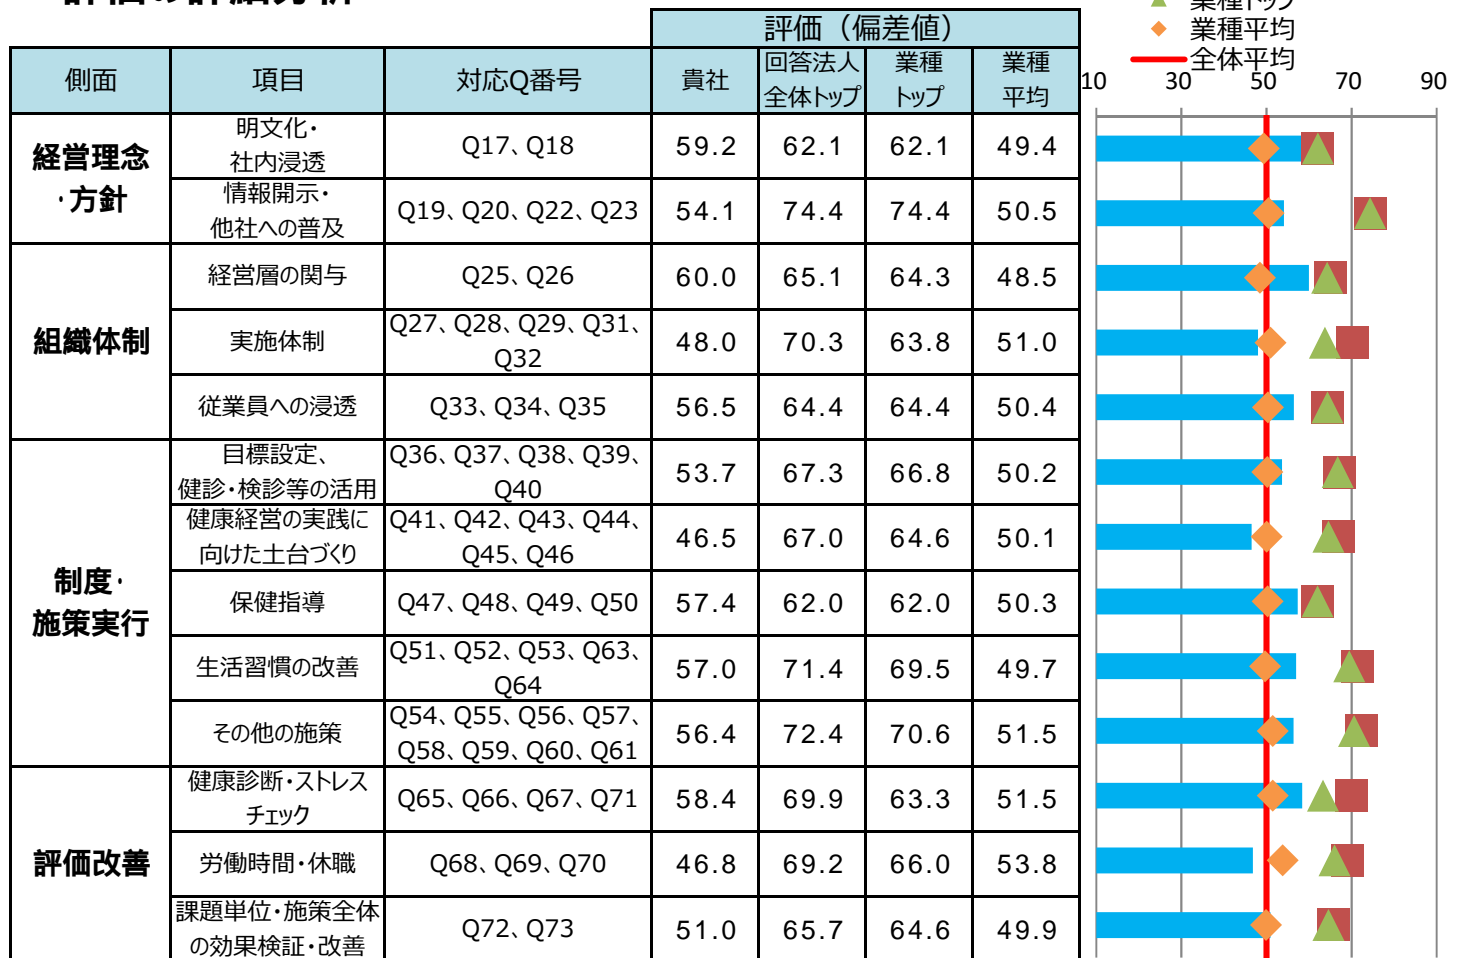 評価の詳細分析
業種トップ
業種平均
全体平均
評価（偏差値）
側面 項目 対応Q番号 貴社 回答法人全体トップ 業種トップ 業種平均
10 30 50 70 90
経営理念・方針
明文化・社内浸透 Q17、Q18 59.2 62.1 62.1 49.4
情報開示・他社への普及 Q19、Q20、Q22、Q23 54.1 74.4 74.4 50.5
組織体制
経営層の関与 Q25、Q26 60.0 65.1 64.3 48.5
実施体制 Q27、Q28、Q29、Q31、Q32 48.0 70.3 63.8 51.0
従業員への浸透 Q33、Q34、Q35 56.5 64.4 64.4 50.4
制度・施策実行
目標設定、健診・検診等の活用 Q36、Q37、Q38、Q39、Q40 53.7 67.3 66.8 50.2
健康経営の実践に向けた土台づくり Q41、Q42、Q43、Q44、Q45、Q46 46.5 67.0 64.6 50.1
保健指導 Q47、Q48、Q49、Q50 57.4 62.0 62.0 50.3
生活習慣の改善 Q51、Q52、Q53、Q63、Q64 57.0 71.4 69.5 49.7
その他の施策 Q54、Q55、Q56、Q57、Q58、Q59、Q60、Q61 56.4 72.4 70.6 51.5
評価改善
健康診断・ストレスチェック Q65、Q66、Q67、Q71 58.4 69.9 63.3 51.5
労働時間・休職 Q68、Q69、Q70 46.8 69.2 66.0 53.8
課題単位・施策全体の効果検証・改善 Q72、Q73 51.0 65.7 64.6 49.9